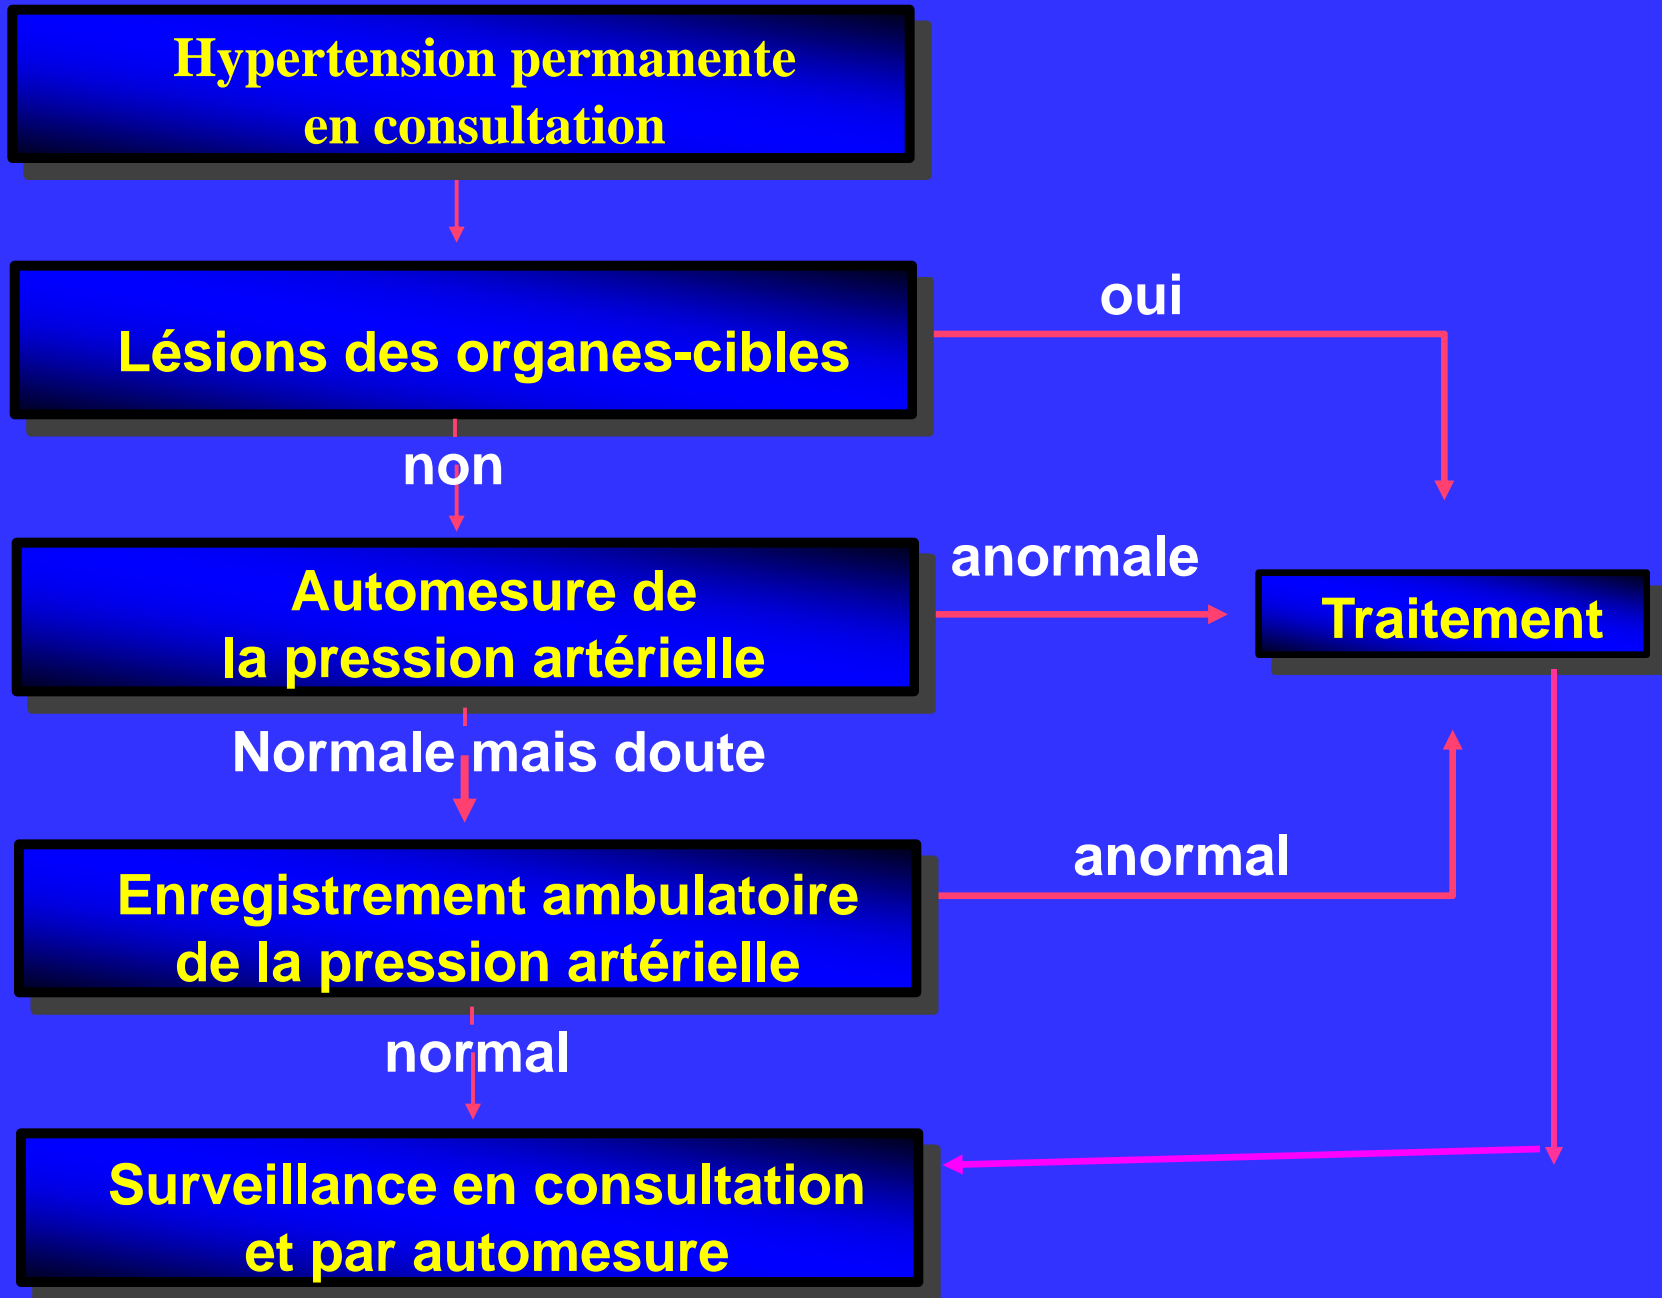 Hypertension permanente
en consultation
oui
Lésions des organes-cibles
non
anormale
Automesure de
la pression artérielle
Traitement
Normale mais doute
anormal
Enregistrement ambulatoire
de la pression artérielle
normal
Surveillance en consultation
et par automesure